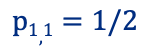 p₁,₁ = 1/2